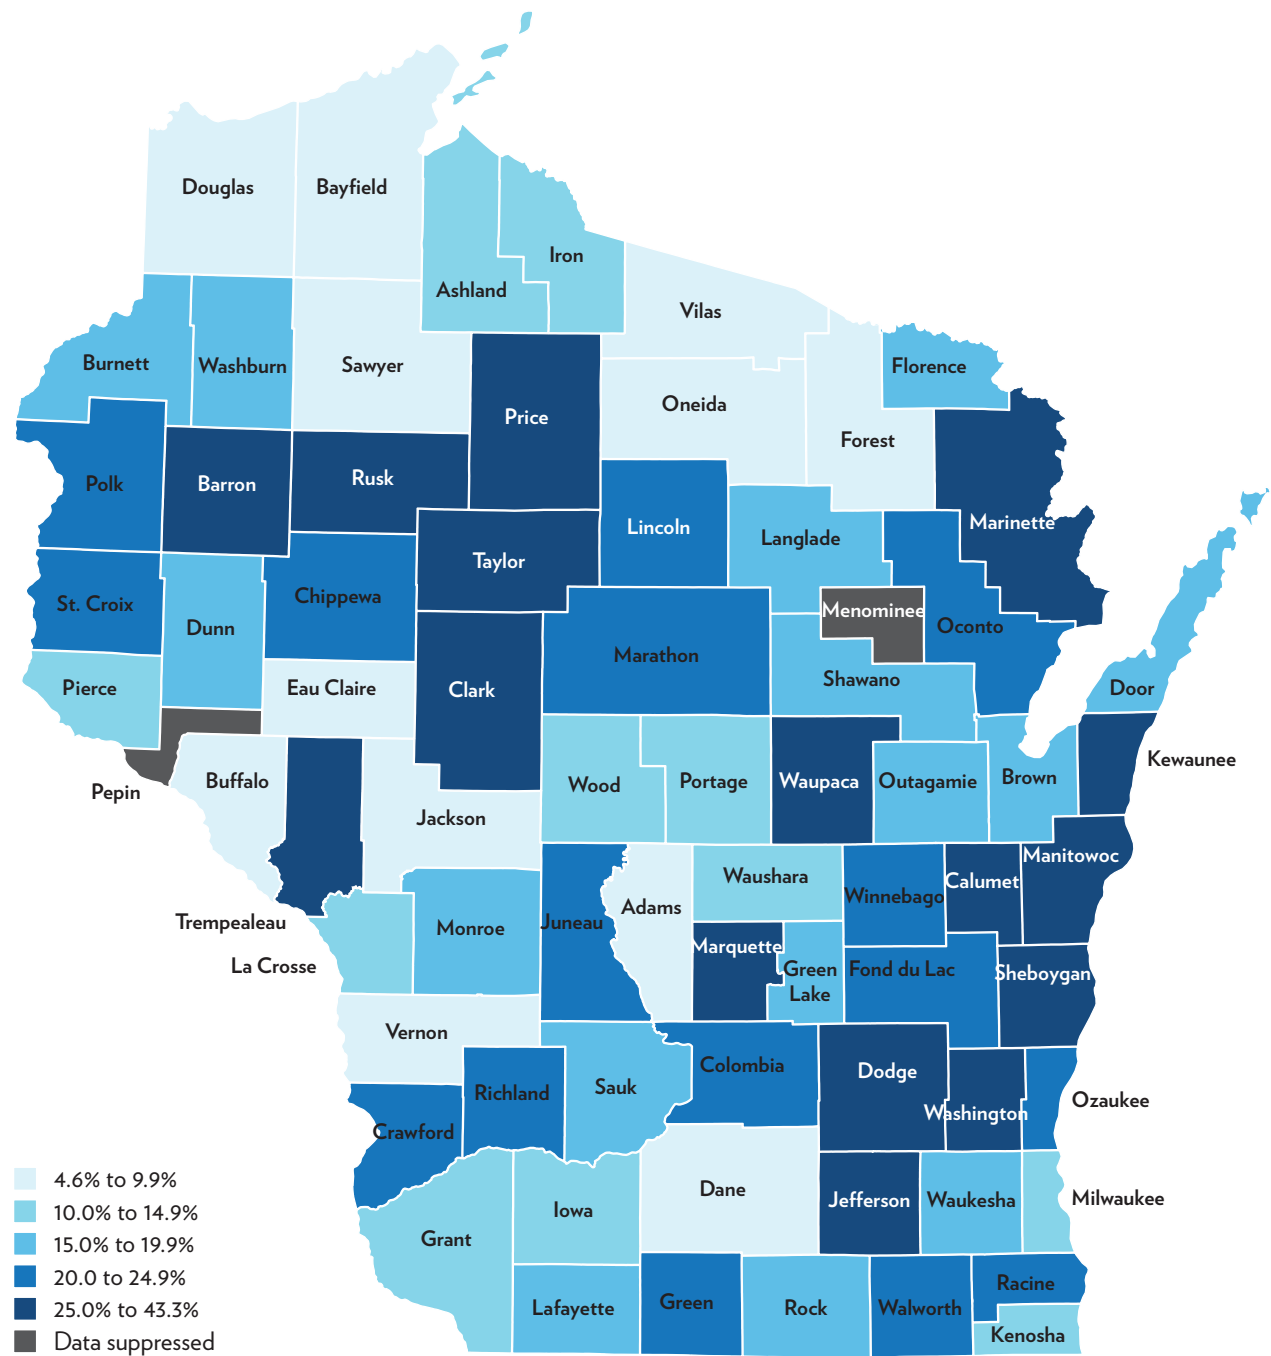 Douglas
Bayfield
Iron
Ashland
Vilas
Burnett
Washburn
Sawyer
Florence
Price
Oneida
Forest
Polk
Barron
Rusk
Lincoln
Marinette
Langlade
Taylor
St. Croix
Chippewa
Menominee
Dunn
Oconto
Marathon
Pierce
Eau Claire
Clark
Shawano
Door
Kewaunee
Pepin
Buffalo
Wood
Portage
Waupaca
Outagamie
Brown
Jackson
Manitowoc
Waushara
Calumet
Winnebago
Trempealeau
Monroe
Juneau
Adams
Marquette
La Crosse
Green
Lake
Fond du Lac
Sheboygan
Vernon
Colombia
Dodge
Richland
Sauk
Washington
Ozaukee
Crawford
4.6% to 9.9%
10.0% to 14.9%
15.0% to 19.9%
20.0 to 24.9%
25.0% to 43.3%
Data suppressed
Dane
Jefferson
Waukesha
Milwaukee
Iowa
Grant
Lafayette
Green
Rock
Walworth
Racine
Kenosha